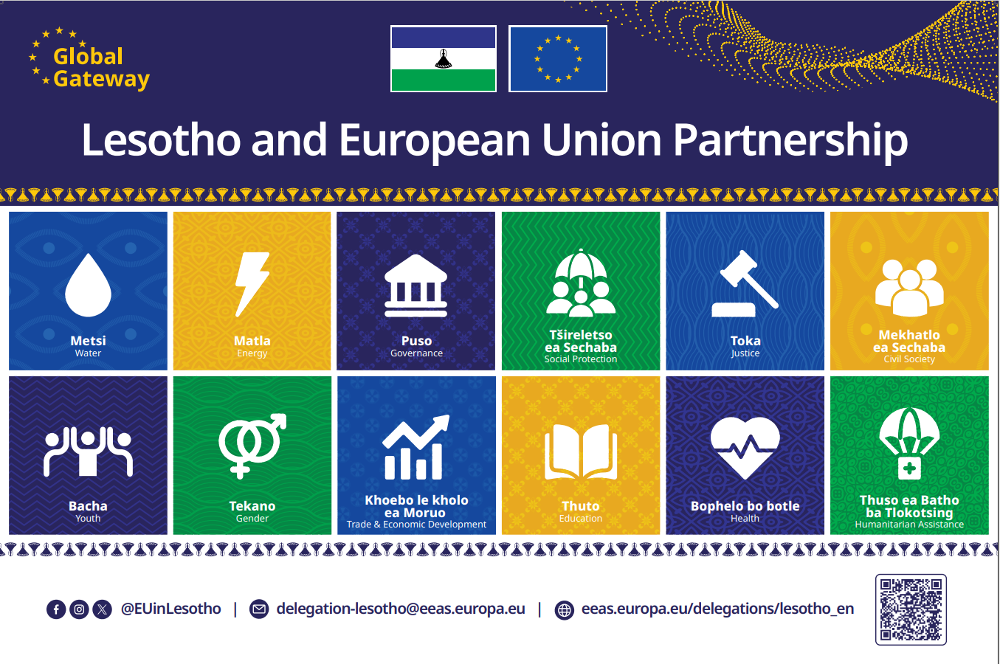 Global
Gateway
Lesotho and European Union Partnership
Metsi
Water
Matla
Energy
Puso
Governance
Tšireletso
ea Sechaba
Social Protection
Toka
Justice
Mekhatlo
ea Sechaba
Civil Society
Bacha
Youth
Tekano
Gender
Khoebo le kholo
ea Moruo
Trade & Economic Development
Thuto
Education
Bophelo bo botle
Health
Thuso ea Batho
ba Tlokotsing
Humanitarian Assistance
@EUinLesotho | delegation-lesotho@eeas.europa.eu | eeas.europa.eu/delegations/lesotho_en